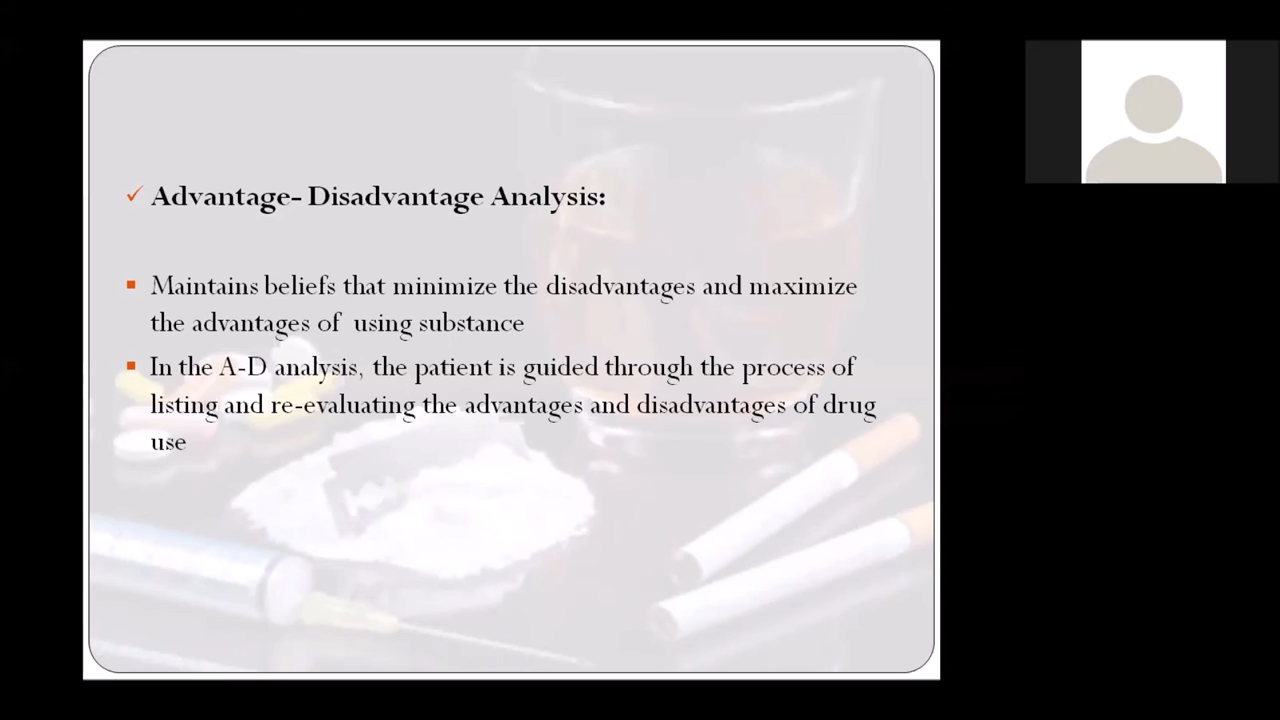 ✓ Advantage- Disadvantage Analysis:
▪ Maintains beliefs that minimize the disadvantages and maximize
the advantages of  using substance
▪ In the A-D analysis, the patient is guided through the process of
listing and re-evaluating the advantages and disadvantages of drug
use